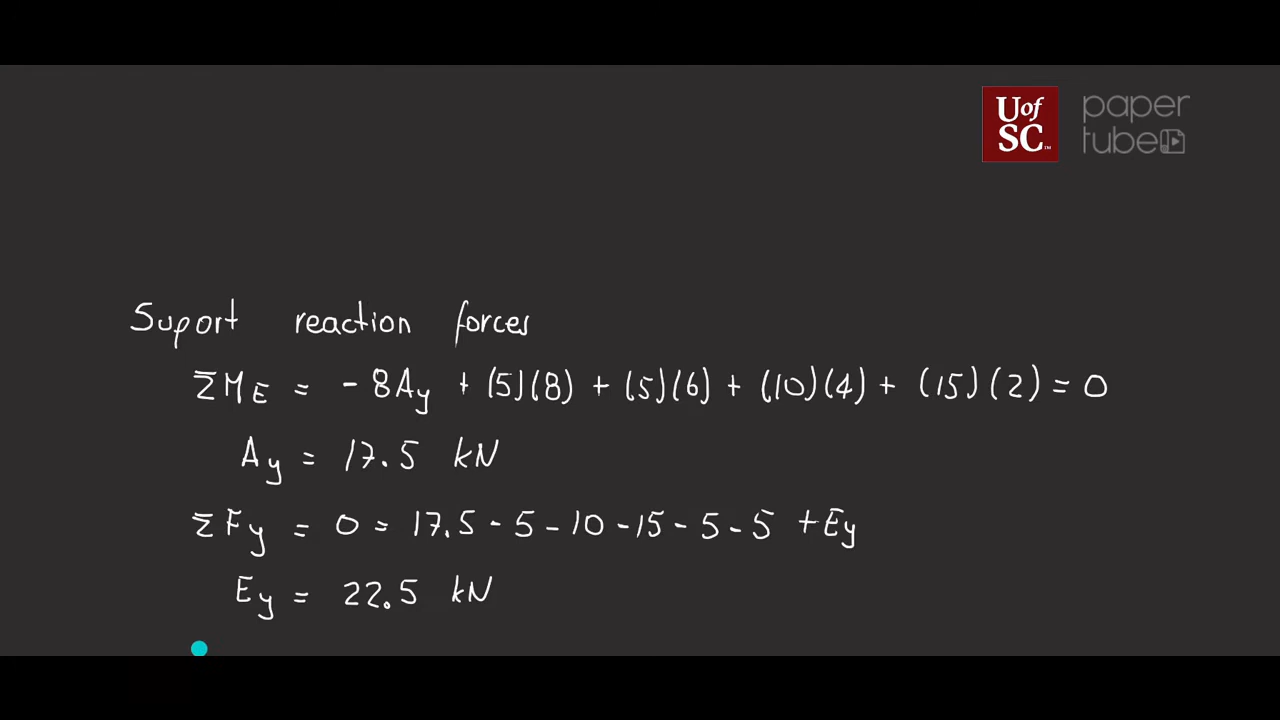 UofSC™
paper
tube
Suport reaction forces
ΣM_E = -8A_y + (5)(8) + (5)(6) + (10)(4) + (15)(2) = 0
A_y = 17.5 kN
ΣF_y = 0 = 17.5 - 5 - 10 - 15 - 5 - 5 + E_y
E_y = 22.5 kN